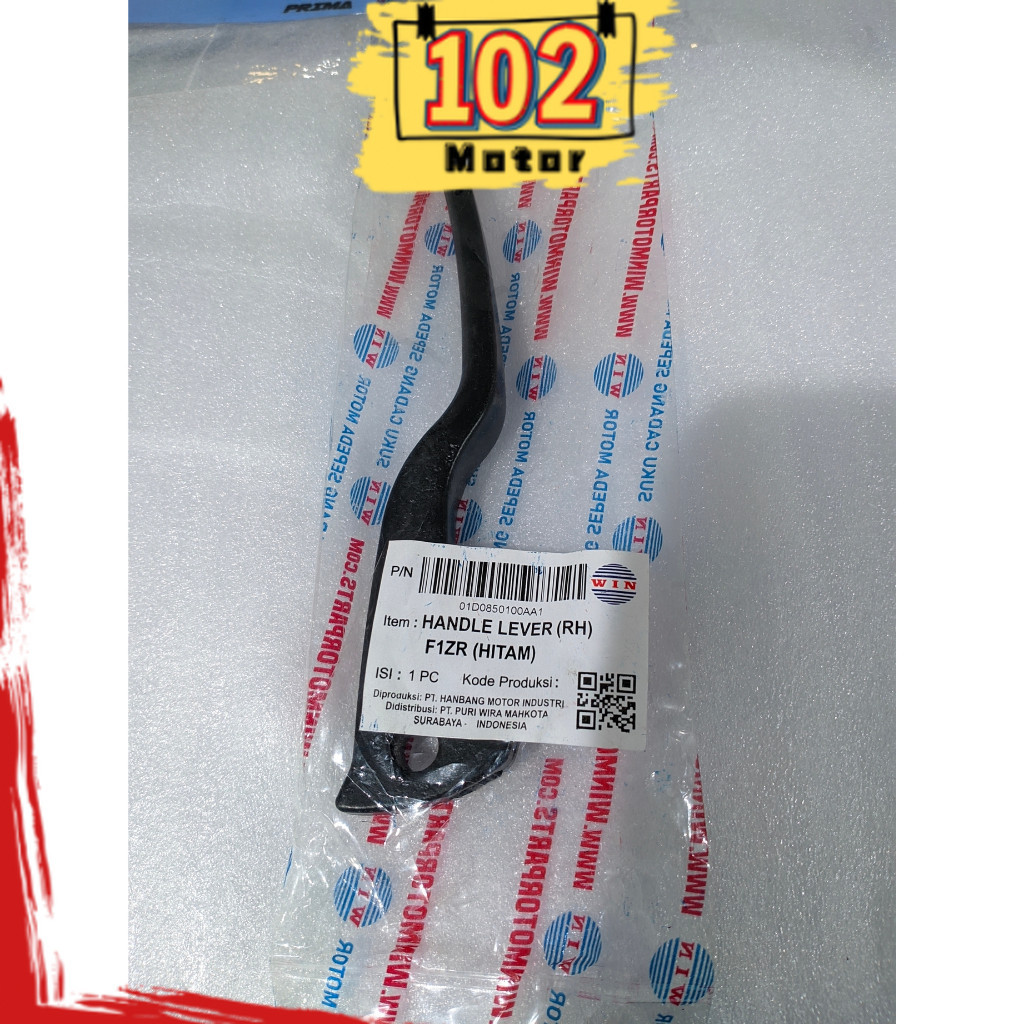 PRIMA
102
Motor
WWW.WINMOTORPARTS.COM
SUKU CADANG SEPEDA MOTOR
WIN
P/N
WIN
01D0850100AA1
Item : HANDLE LEVER (RH)
F1ZR (HITAM)
ISI : 1 PC Kode Produksi :
Diproduksi: PT. HANBANG MOTOR INDUSTRI
Didistribusi: PT. PURI WIRA MAHKOTA
SURABAYA - INDONESIA